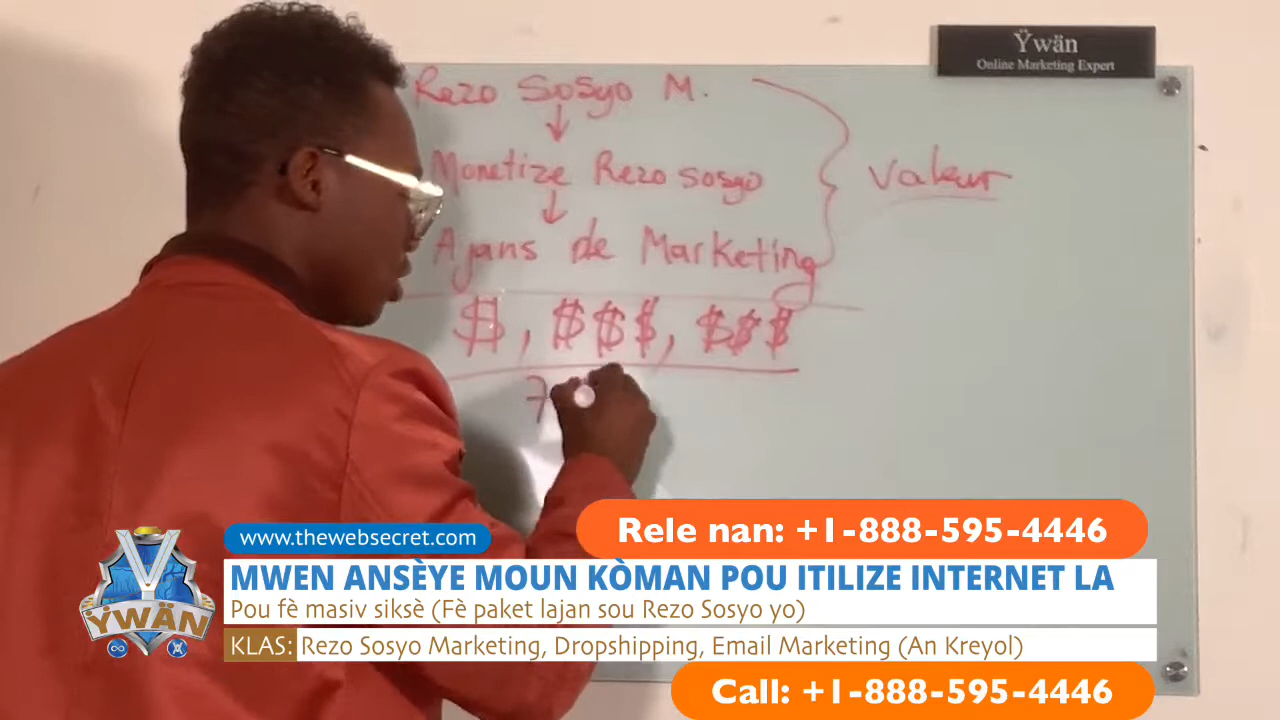 Ÿwän
Online Marketing Expert
Rezo Sosyo M.
Monetize Rezo sosyo
Valeur
Ajans de Marketing
$, $$$, $$$
7
www.thewebsecret.com
Rele nan: +1-888-595-4446
MWEN ANSÈYE MOUN KÒMAN POU ITILIZE INTERNET LA
Pou fè masiv siksè (Fè paket lajan sou Rezo Sosyo yo)
ŸWÄN
KLAS: Rezo Sosyo Marketing, Dropshipping, Email Marketing (An Kreyol)
Call: +1-888-595-4446